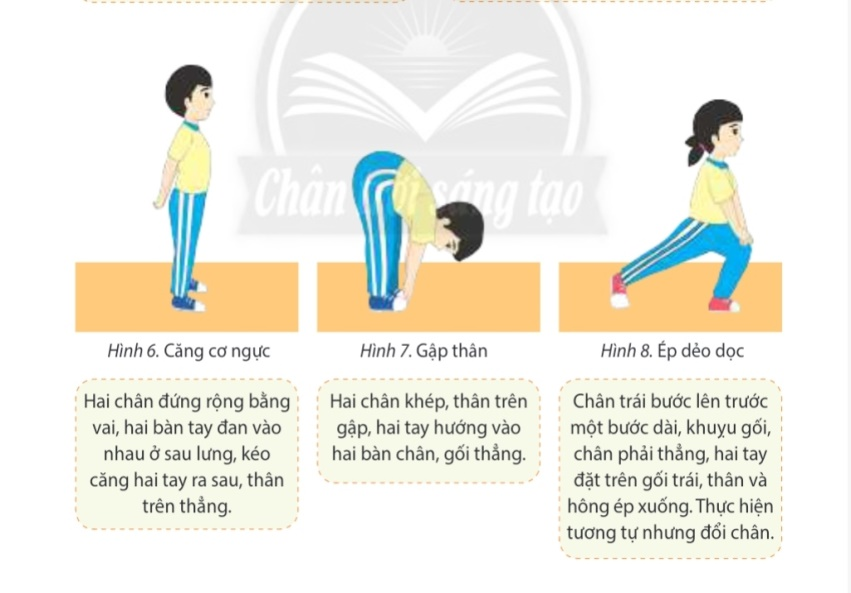 Chân trời sáng tạo
Hình 6. Căng cơ ngực
Hình 7. Gập thân
Hình 8. Ép dẻo dọc
Hai chân đứng rộng bằng
vai, hai bàn tay đan vào
nhau ở sau lưng, kéo
căng hai tay ra sau, thân
trên thẳng.
Hai chân khép, thân trên
gập, hai tay hướng vào
hai bàn chân, gối thẳng.
Chân trái bước lên trước
một bước dài, khuỵu gối,
chân phải thẳng, hai tay
đặt trên gối trái, thân và
hông ép xuống. Thực hiện
tương tự nhưng đổi chân.